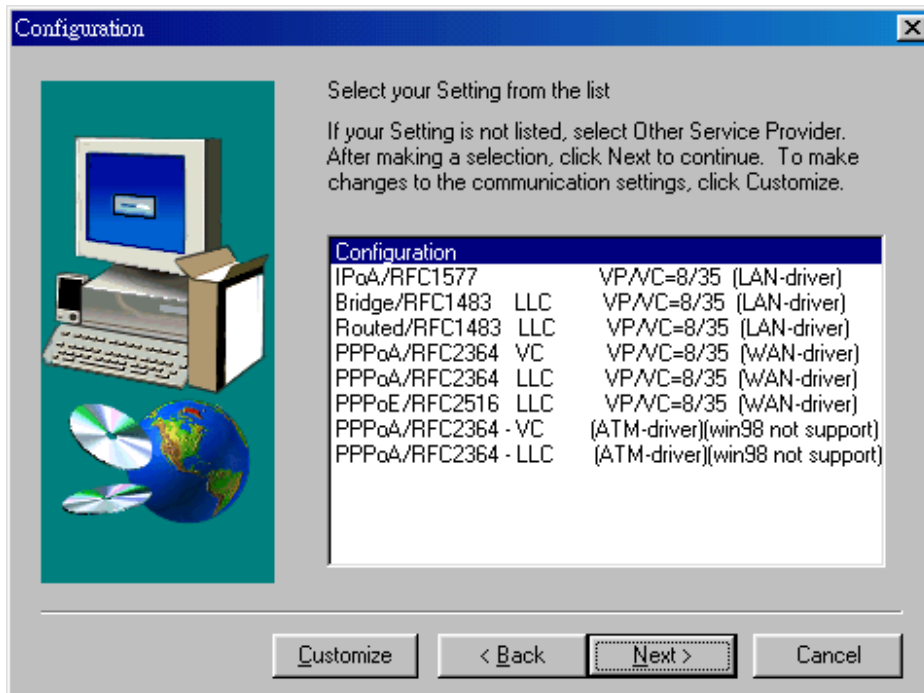 Configuration
Select your Setting from the list
If your Setting is not listed, select Other Service Provider.
After making a selection, click Next to continue. To make
changes to the communication settings, click Customize.
Configuration
IPoA/RFC1577 VP/VC=8/35 (LAN-driver)
Bridge/RFC1483 LLC VP/VC=8/35 (LAN-driver)
Routed/RFC1483 LLC VP/VC=8/35 (LAN-driver)
PPPoA/RFC2364 VC VP/VC=8/35 (WAN-driver)
PPPoA/RFC2364 LLC VP/VC=8/35 (WAN-driver)
PPPoE/RFC2516 LLC VP/VC=8/35 (WAN-driver)
PPPoA/RFC2364 - VC (ATM-driver)(win98 not support)
PPPoA/RFC2364 - LLC (ATM-driver)(win98 not support)
Customize < Back Next > Cancel